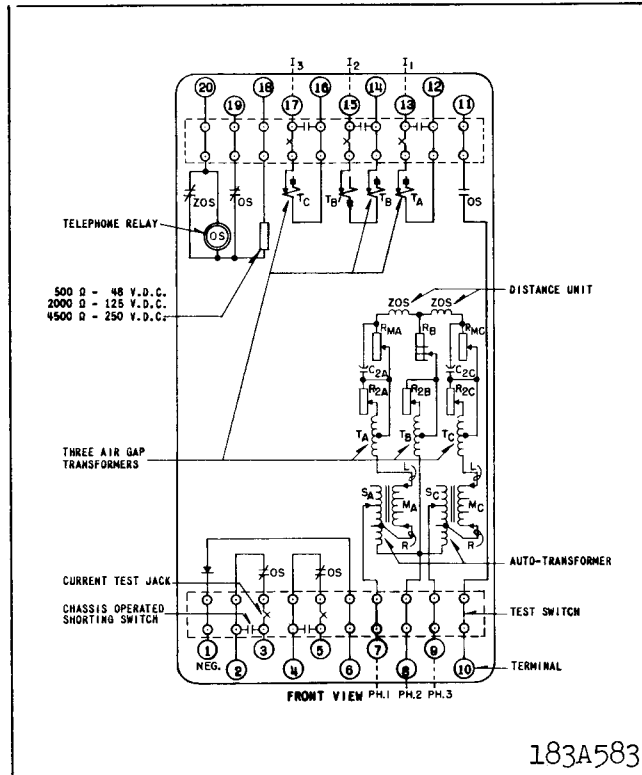 I3 I2 I1
20 19 18 17 16 15 14 13 12 11
ZOS OS OS
TC TB TB TA
TELEPHONE RELAY
OS
500 Ω - 48 V.D.C.
2000 Ω - 125 V.D.C.
4500 Ω - 250 V.D.C.
ZOS ZOS
DISTANCE UNIT
RMA RB RMC
C2A C2C
R2A R2B R2C
THREE AIR GAP
TRANSFORMERS
TA TB TC
L L
SA MA SC MC
R R
AUTO-TRANSFORMER
OS OS
CURRENT TEST JACK
CHASSIS OPERATED
SHORTING SWITCH
TEST SWITCH
1 2 3 4 5 6 7 8 9 10
NEG.
TERMINAL
FRONT VIEW PH.1 PH.2 PH.3
183A583